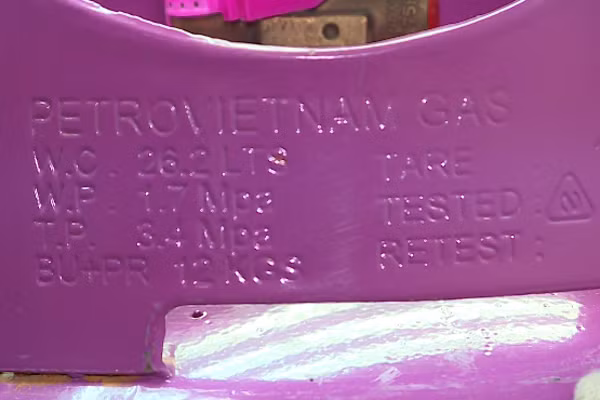 PETROVIETNAM GAS
W.C. 26.2 LTS
W.P. 1.7 Mpa
T.P. 3.4 Mpa
BU+PR 12 KGS
TARE
TESTED :
RETEST :